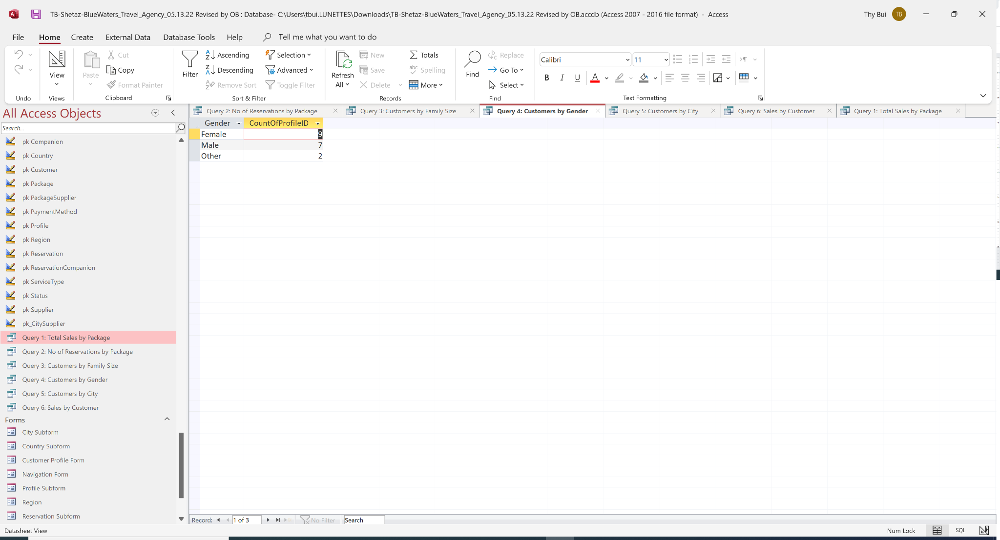 TB-Shetaz-BlueWaters_Travel_Agency_05.13.22 Revised by OB : Database- C:\Users\tbui.LUNETTES\Downloads\TB-Shetaz-BlueWaters_Travel_Agency_05.13.22 Revised by OB.accdb (Access 2007 - 2016 file format)  -  Access
Thy Bui TB
File Home Create External Data Database Tools Help Tell me what you want to do
Undo
View
Views
Paste
Cut
Copy
Format Painter
Clipboard
Filter
Ascending
Descending
Remove Sort
Selection
Advanced
Toggle Filter
Sort & Filter
Refresh
All
New
Save
Delete
Totals
Spelling
More
Records
Find
Replace
Go To
Select
Find
Calibri 11
B I U A
Text Formatting
All Access Objects
Search...
pk Companion
pk Country
pk Customer
pk Package
pk PackageSupplier
pk PaymentMethod
pk Profile
pk Region
pk Reservation
pk ReservationCompanion
pk ServiceType
pk Status
pk Supplier
pk_CitySupplier
Query 1: Total Sales by Package
Query 2: No of Reservations by Package
Query 3: Customers by Family Size
Query 4: Customers by Gender
Query 5: Customers by City
Query 6: Sales by Customer
Forms
City Subform
Country Subform
Customer Profile Form
Navigation Form
Profile Subform
Region
Reservation Subform
Query 2: No of Reservations by Package Query 3: Customers by Family Size Query 4: Customers by Gender Query 5: Customers by City Query 6: Sales by Customer Query 1: Total Sales by Package
Gender CountOfProfileID
Female 9
Male 7
Other 2
Record: 1 of 3 No Filter Search
Datasheet View
Num Lock SQL